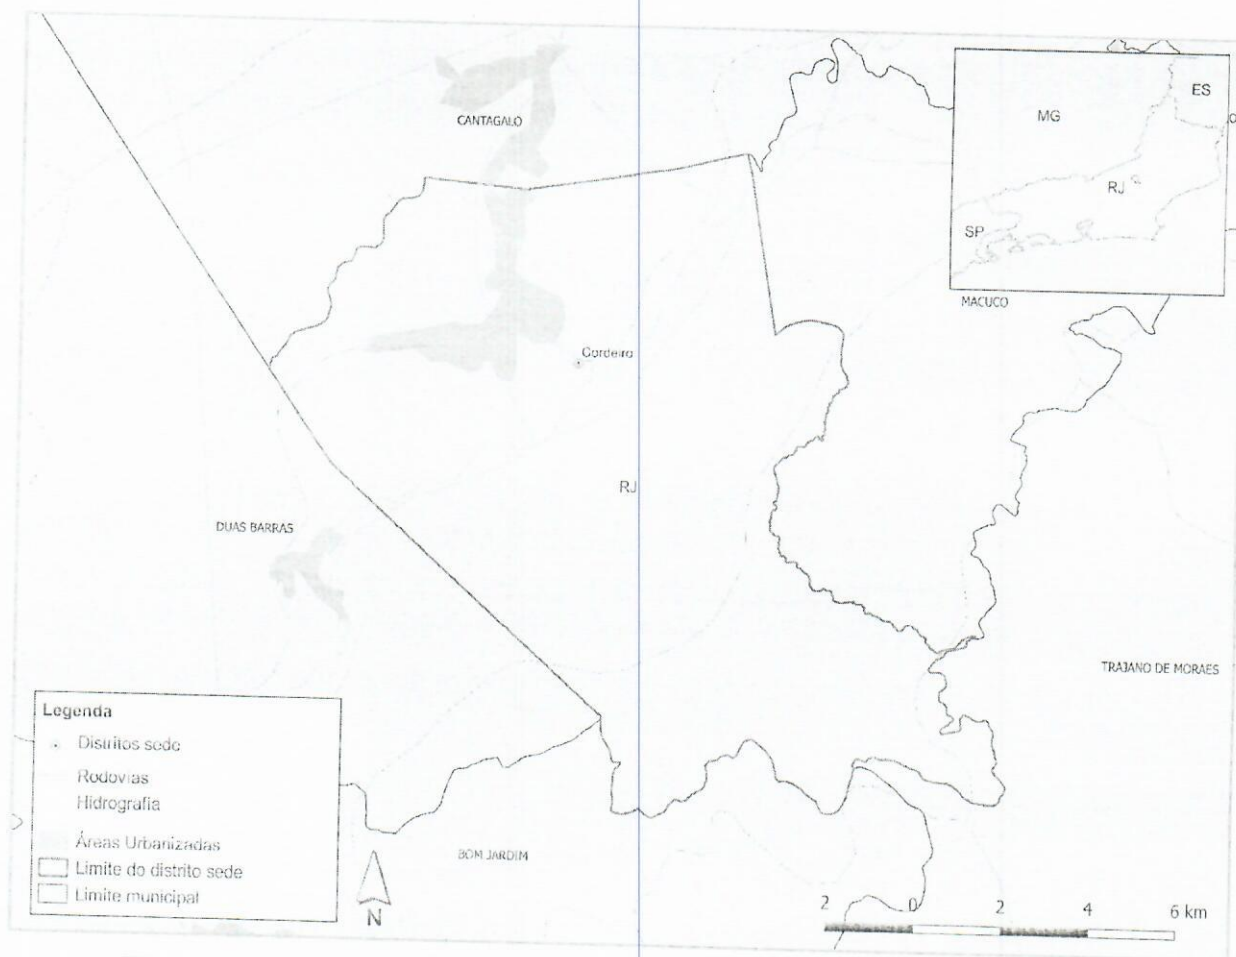 CANTAGALO
MG
ES
RJ
SP
MACUCO
Cordeiro
RJ
DUAS BARRAS
TRAJANO DE MORAES
BOM JARDIM
Legenda
Distritos sede
Rodovias
Hidrografia
Áreas Urbanizadas
Limite do distrito sede
Limite municipal
N
2 0 2 4 6 km